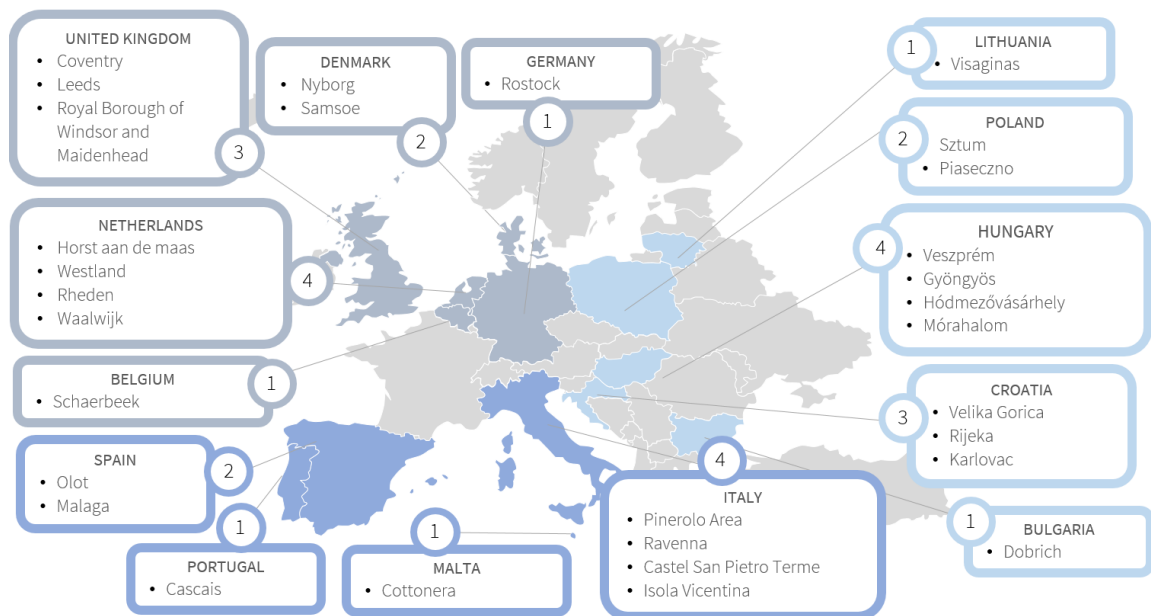 UNITED KINGDOM
• Coventry
• Leeds
• Royal Borough of
Windsor and
Maidenhead
3
DENMARK
• Nyborg
• Samsoe
2
GERMANY
• Rostock
1
LITHUANIA
• Visaginas
1
POLAND
Sztum
• Piaseczno
2
NETHERLANDS
• Horst aan de maas
• Westland
• Rheden
• Waalwijk
4
HUNGARY
• Veszprém
• Gyöngyös
• Hódmezővásárhely
• Mórahalom
4
BELGIUM
• Schaerbeek
1
CROATIA
• Velika Gorica
• Rijeka
• Karlovac
3
SPAIN
• Olot
• Malaga
2
PORTUGAL
• Cascais
1
MALTA
• Cottonera
1
ITALY
• Pinerolo Area
• Ravenna
• Castel San Pietro Terme
• Isola Vicentina
4
BULGARIA
• Dobrich
1